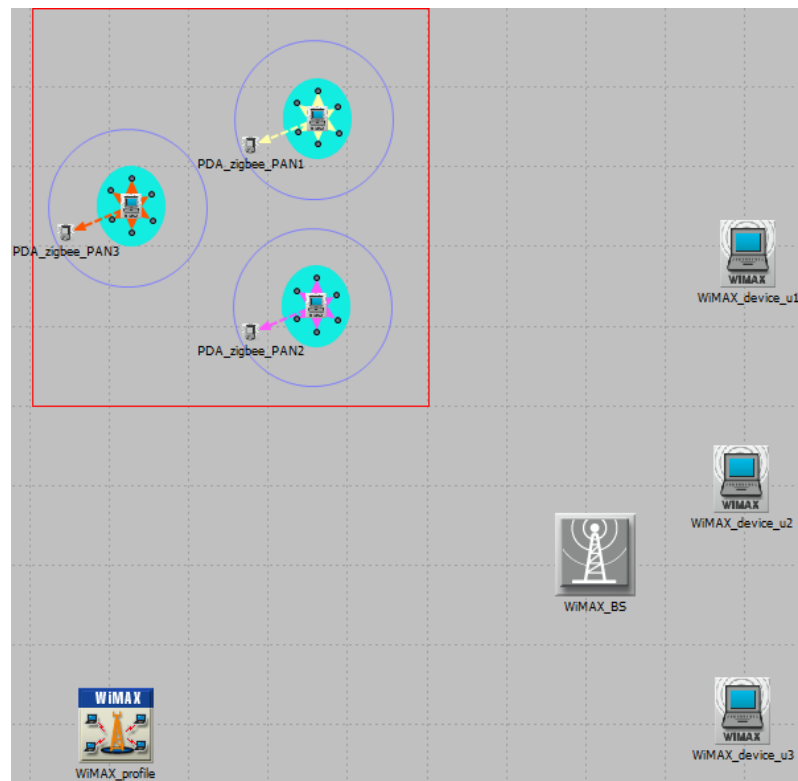 PDA_zigbee_PAN1
PDA_zigbee_PAN3
WIMAX
WiMAX_device_u1
PDA_zigbee_PAN2
WIMAX
WiMAX_device_u2
WiMAX_BS
WiMAX
WiMAX_profile
WIMAX
WiMAX_device_u3